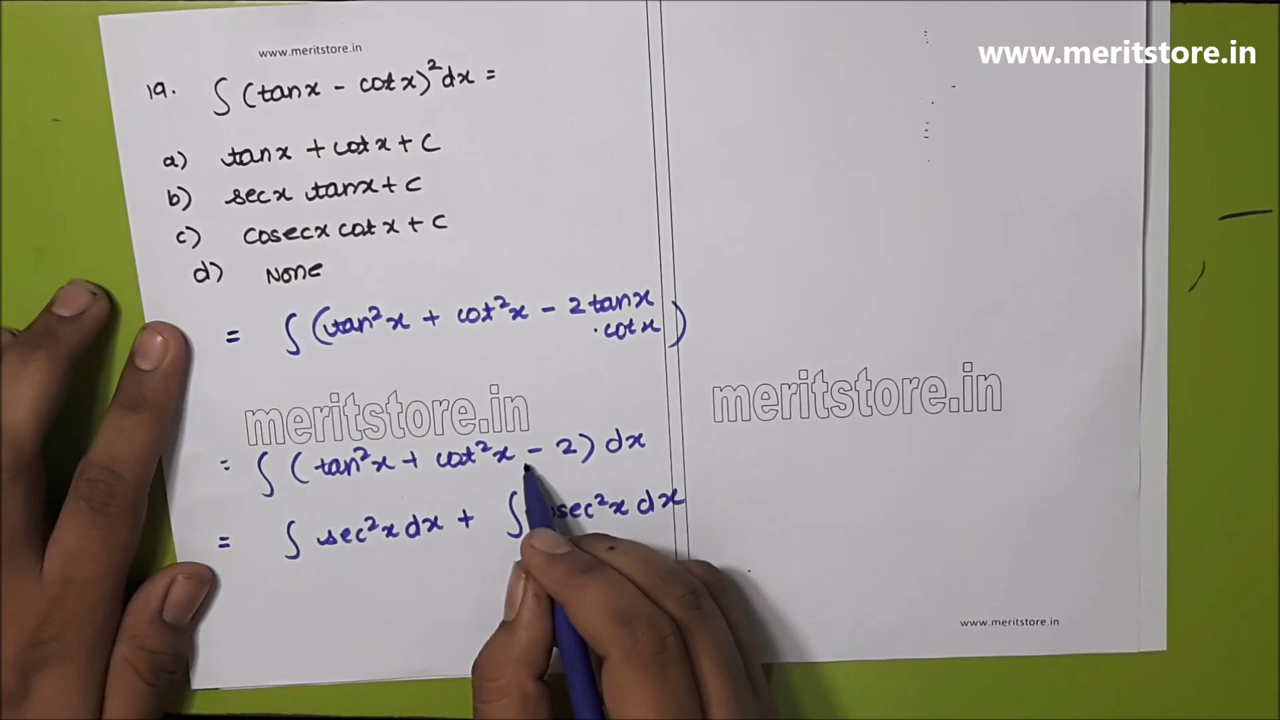 www.meritstore.in
www.meritstore.in
19. ∫ (tanx - cotx)² dx =
a) tanx + cotx + C
b) secx tanx + C
c) cosecx cotx + C
d) None
= ∫ (tan²x + cot²x - 2 tanx
. cotx )
meritstore.in meritstore.in
= ∫ (tan²x + cot²x - 2) dx
= ∫ sec²x dx + ∫ sec²x dx
www.meritstore.in